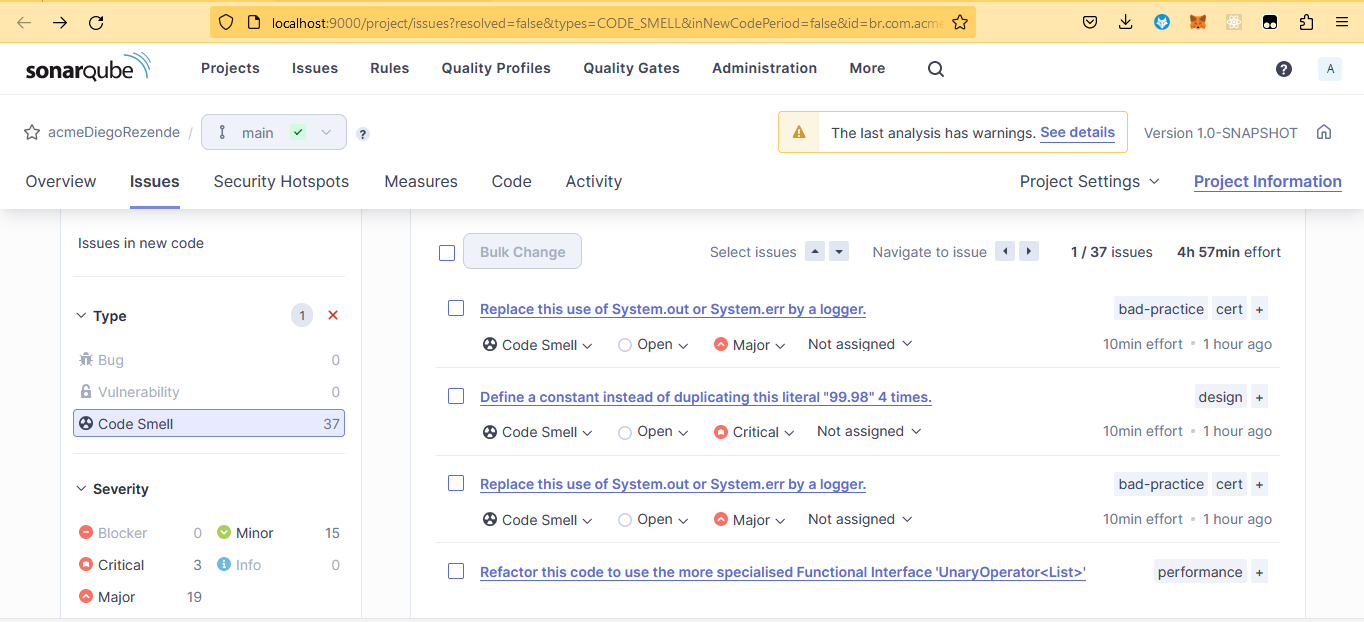 localhost:9000/project/issues?resolved=false&types=CODE_SMELL&inNewCodePeriod=false&id=br.com.acme
sonarqube Projects Issues Rules Quality Profiles Quality Gates Administration More ? A
acmeDiegoRezende / main ? The last analysis has warnings. See details Version 1.0-SNAPSHOT
Overview Issues Security Hotspots Measures Code Activity Project Settings Project Information
Issues in new code
Type 1
Bug 0
Vulnerability 0
Code Smell 37
Severity
Blocker 0 Minor 15
Critical 3 Info 0
Major 19
Bulk Change Select issues Navigate to issue 1 / 37 issues 4h 57min effort
Replace this use of System.out or System.err by a logger. bad-practice cert +
Code Smell Open Major Not assigned 10min effort • 1 hour ago
Define a constant instead of duplicating this literal "99.98" 4 times. design +
Code Smell Open Critical Not assigned 10min effort • 1 hour ago
Replace this use of System.out or System.err by a logger. bad-practice cert +
Code Smell Open Major Not assigned 10min effort • 1 hour ago
Refactor this code to use the more specialised Functional Interface 'UnaryOperator<List>' performance +